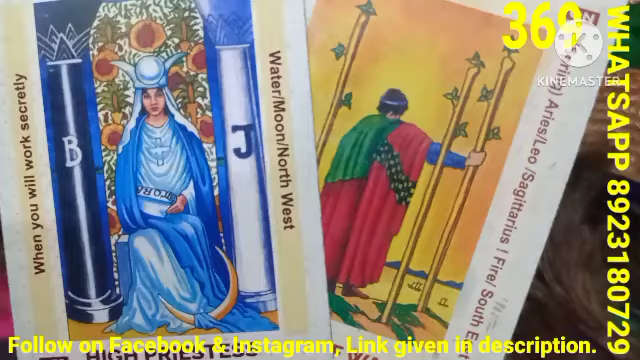 When you will work secretly
B
J
TORA
Water/Moon/North West
HIGH PRIESTESS
369
KINEMASTER
Aries/Leo /Sagittarius | Fire/ South E
WHATSAPP 8923180729
Follow on Facebook & Instagram, Link given in description.